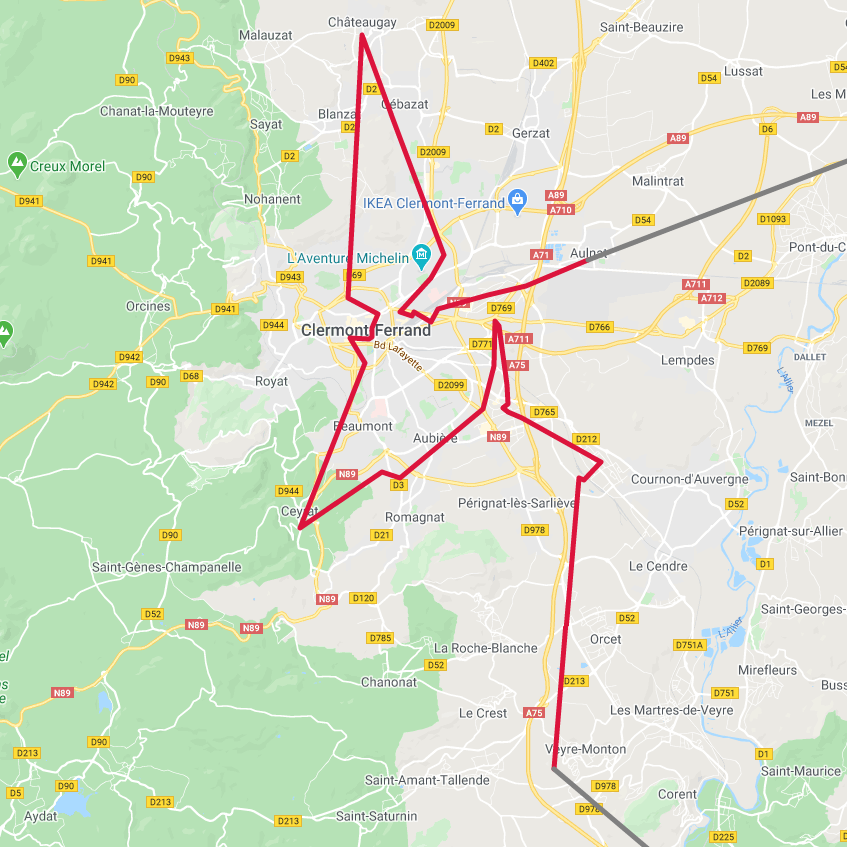 Châteaugay
Malauzat
D2009
Saint-Beauzire
D943
D402
Lussat
D54
D54
D90
D2
Les M
Chanat-la-Mouteyre
Blanza
Cébazat
A89
Sayat
D2
D2
Gerzat
D6
A89
D2
D2009
Creux Morel
D90
Malintrat
D941
Nohanent
IKEA Clermont-Ferrand
A89
A710
D54
D1093
Pont-du-C
L'Aventure Michelin
A71
Aulnat
D2
D941
D943
D69
A711
D2089
A712
Orcines
D941
D769
D944
Clermont-Ferrand
D766
D942
Bd Lafayette
D771
A711
D769
DALLET
Lempdes
A75
D942
D90
D68
Royat
D2099
L'Allier
D765
MEZEL
Beaumont
Aubière
N89
D212
N89
Saint-Bon
D944
D3
Cournon-d'Auvergne
Ceyrat
Pérignat-lès-Sarliève
D52
Romagnat
D90
D21
D978
Pérignat-sur-Allier
Saint-Gènes-Champanelle
Le Cendre
D1
N89
D120
D52
D52
Saint-Georges-
N89
N89
D785
Orcet
L'Allier
La Roche-Blanche
D751A
D52
Mirefleurs
Chanonat
D213
N89
D751
Buss
Le Crest
A75
Les Martres-de-Veyre
D213
D90
Veyre-Monton
D1
Saint-Amant-Tallende
Saint-Maurice
D5
D90
D978
Corent
D213
D978
Aydat
D213
Saint-Saturnin
D225
D1